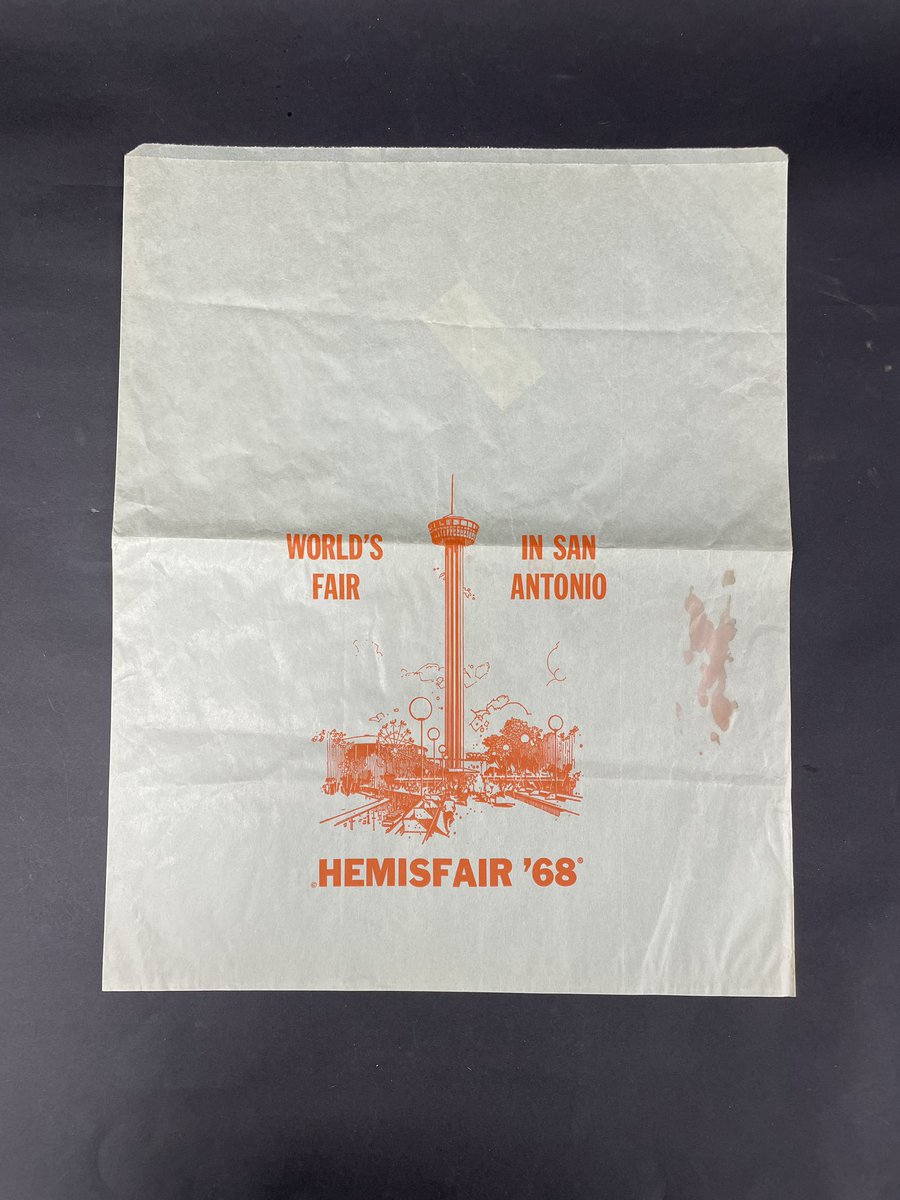 WORLD'S
FAIR
IN SAN
ANTONIO
©HEMISFAIR '68®